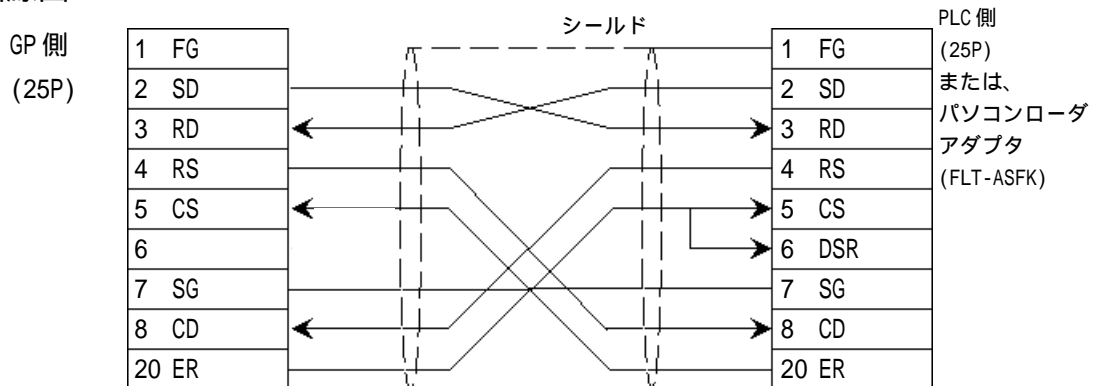 シールド
GP側
(25P)
1 FG
2 SD
3 RD
4 RS
5 CS
6
7 SG
8 CD
20 ER
1 FG
2 SD
3 RD
4 RS
5 CS
6 DSR
7 SG
8 CD
20 ER
PLC側
(25P)
または、
パソコンローダ
アダプタ
(FLT-ASFK)